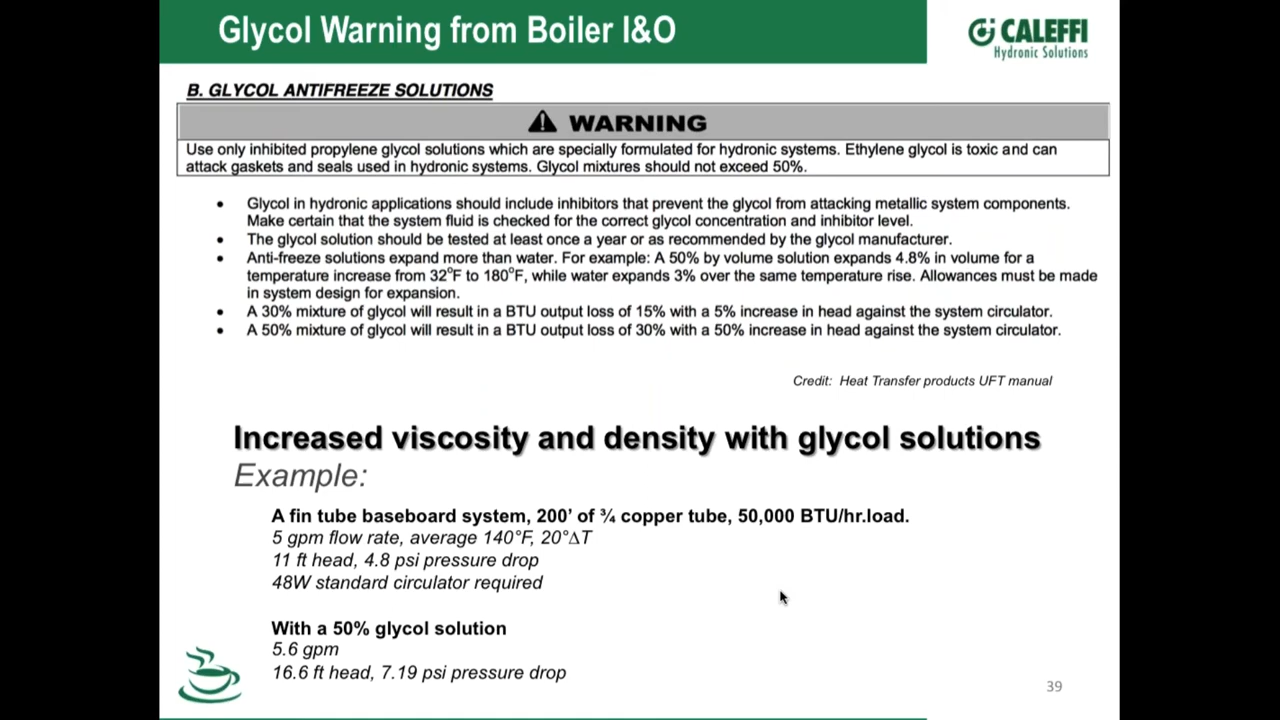 Glycol Warning from Boiler I&O
CALEFFI
Hydronic Solutions
B. GLYCOL ANTIFREEZE SOLUTIONS
WARNING
Use only inhibited propylene glycol solutions which are specially formulated for hydronic systems. Ethylene glycol is toxic and can
attack gaskets and seals used in hydronic systems. Glycol mixtures should not exceed 50%.
• Glycol in hydronic applications should include inhibitors that prevent the glycol from attacking metallic system components.
Make certain that the system fluid is checked for the correct glycol concentration and inhibitor level.
• The glycol solution should be tested at least once a year or as recommended by the glycol manufacturer.
• Anti-freeze solutions expand more than water. For example: A 50% by volume solution expands 4.8% in volume for a
temperature increase from 32°F to 180°F, while water expands 3% over the same temperature rise. Allowances must be made
in system design for expansion.
• A 30% mixture of glycol will result in a BTU output loss of 15% with a 5% increase in head against the system circulator.
• A 50% mixture of glycol will result in a BTU output loss of 30% with a 50% increase in head against the system circulator.
Credit: Heat Transfer products UFT manual
Increased viscosity and density with glycol solutions
Example:
A fin tube baseboard system, 200’ of ¾ copper tube, 50,000 BTU/hr.load.
5 gpm flow rate, average 140°F, 20°∆T
11 ft head, 4.8 psi pressure drop
48W standard circulator required
With a 50% glycol solution
5.6 gpm
16.6 ft head, 7.19 psi pressure drop
39